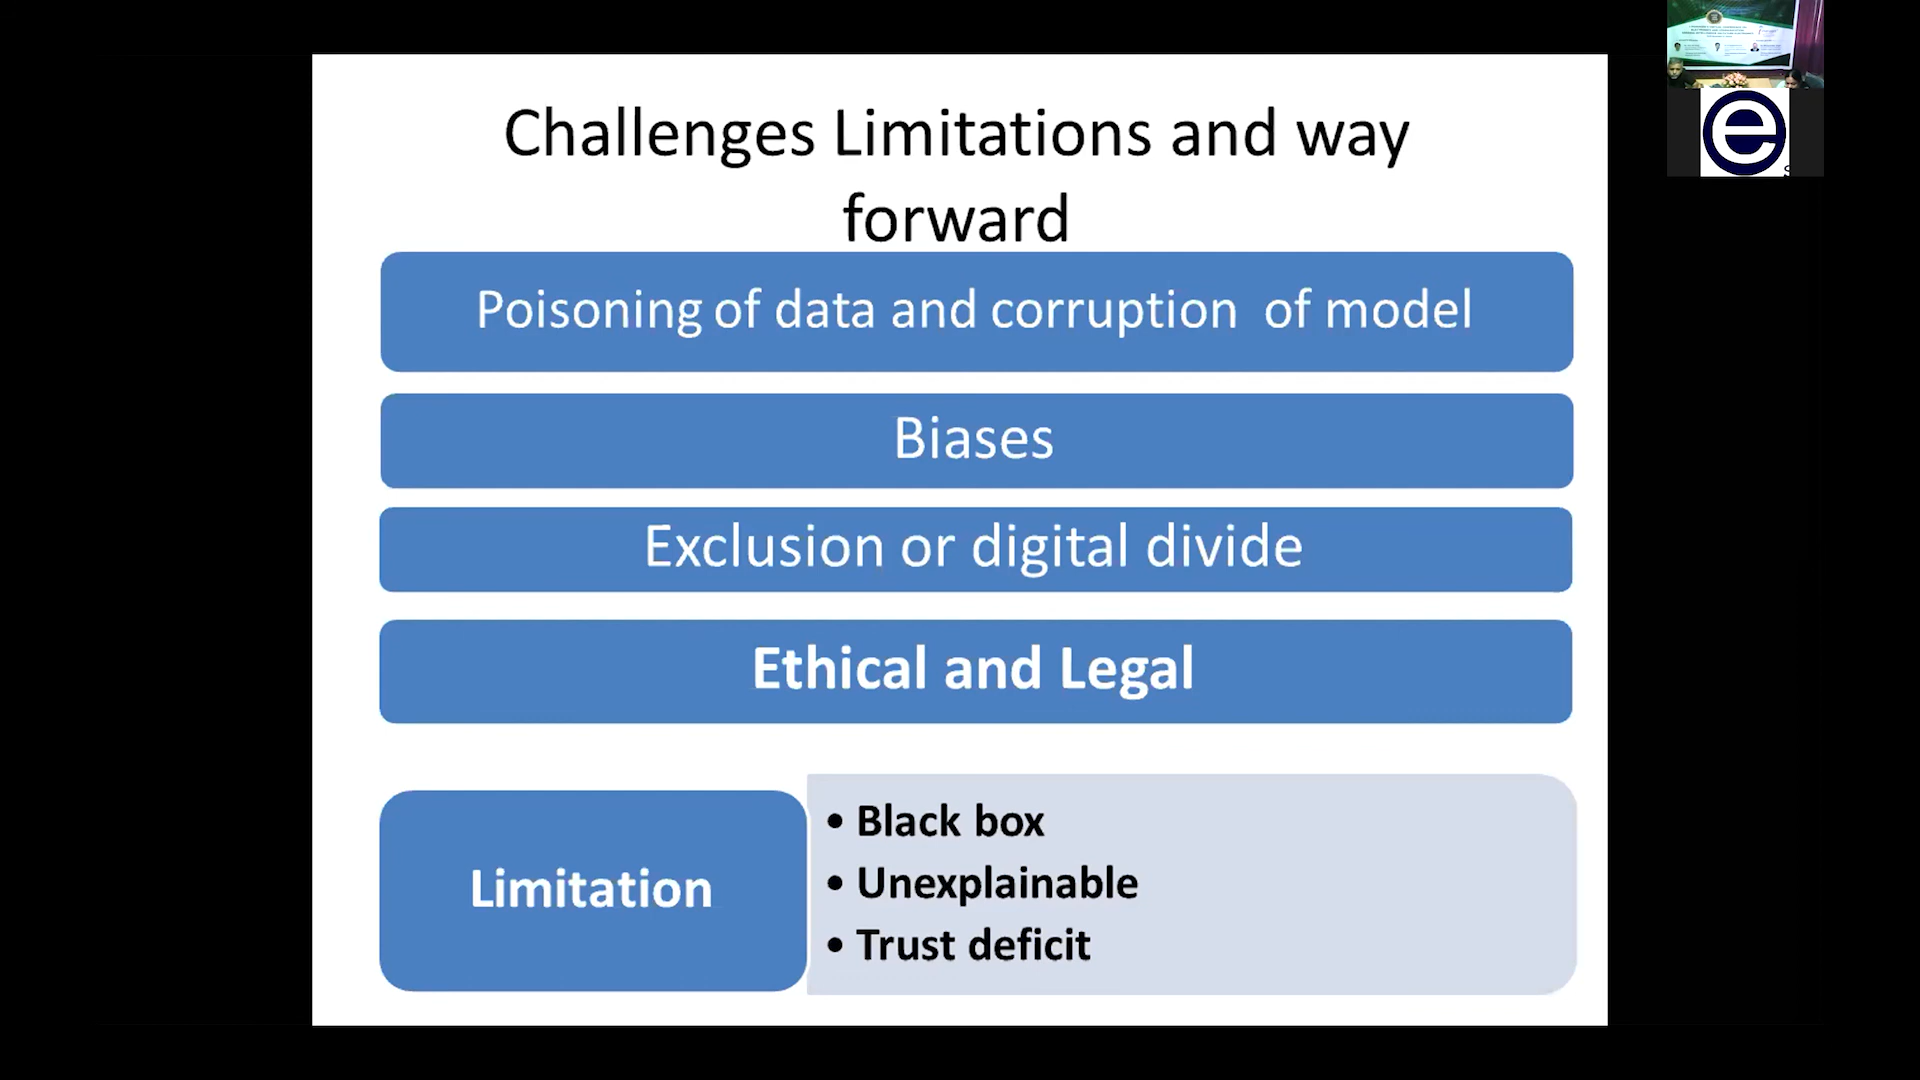 Challenges Limitations and way
forward
Poisoning of data and corruption of model
Biases
Exclusion or digital divide
Ethical and Legal
Limitation
• Black box
• Unexplainable
• Trust deficit
e